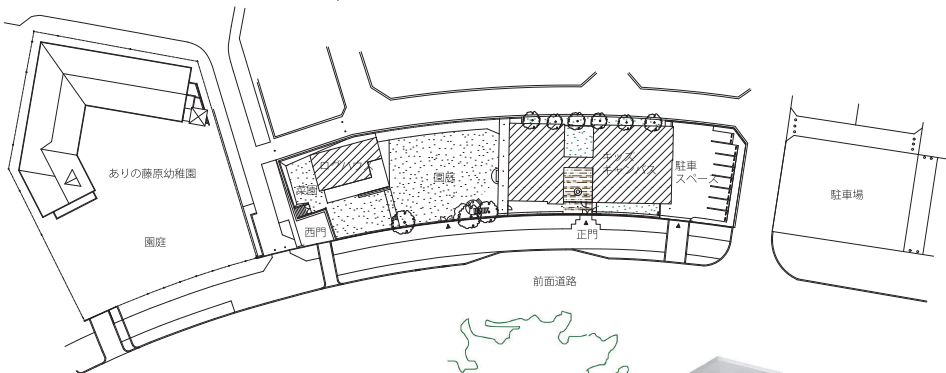 ありの藤原幼稚園
園庭
ログハウス
菜園
西門
園庭
キッズ
キャンパス
駐車
スペース
正門
駐車場
前面道路